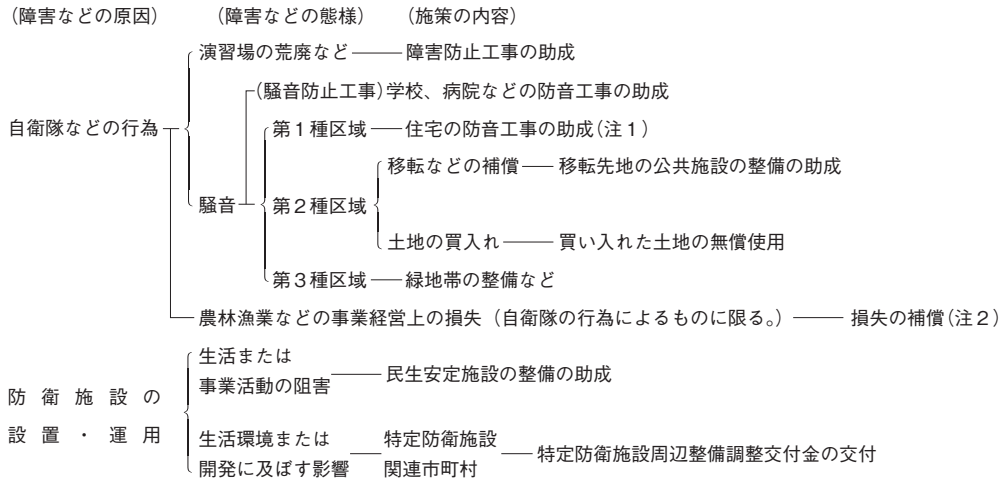 （障害などの原因）　（障害などの態様）　（施策の内容）
演習場の荒廃など　障害防止工事の助成
（騒音防止工事）学校、病院などの防音工事の助成
自衛隊などの行為
第１種区域　住宅の防音工事の助成（注１）
移転などの補償　移転先地の公共施設の整備の助成
騒音　第２種区域
土地の買入れ　買い入れた土地の無償使用
第３種区域　緑地帯の整備など
農林漁業などの事業経営上の損失（自衛隊の行為によるものに限る。）　損失の補償（注２）
生活または
事業活動の阻害　民生安定施設の整備の助成
防衛施設の
設置・運用
生活環境または
開発に及ぼす影響
特定防衛施設
関連市町村
特定防衛施設周辺整備調整交付金の交付